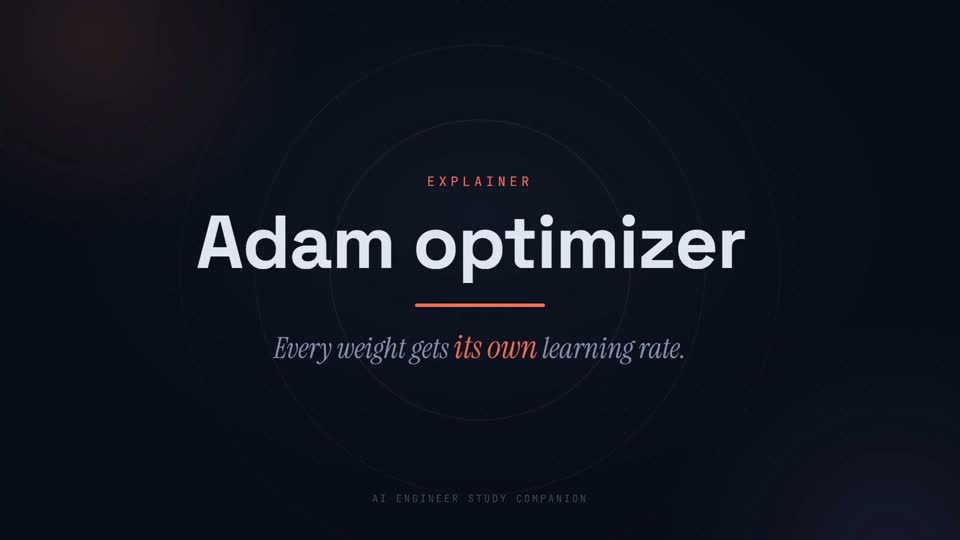 EXPLAINER
Adam optimizer
Every weight gets its own learning rate.
AI ENGINEER STUDY COMPANION